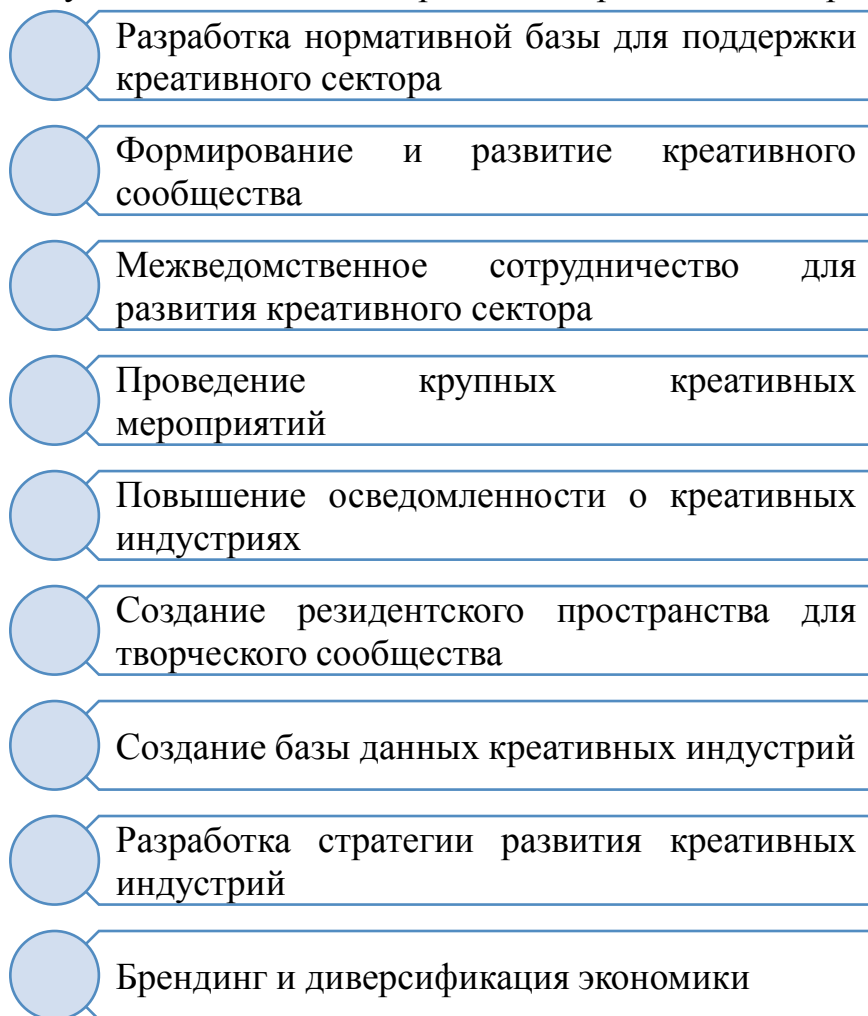 Разработка нормативной базы для поддержки
креативного сектора
Формирование и развитие креативного
сообщества
Межведомственное сотрудничество для
развития креативного сектора
Проведение крупных креативных
мероприятий
Повышение осведомленности о креативных
индустриях
Создание резидентского пространства для
творческого сообщества
Создание базы данных креативных индустрий
Разработка стратегии развития креативных
индустрий
Брендинг и диверсификация экономики